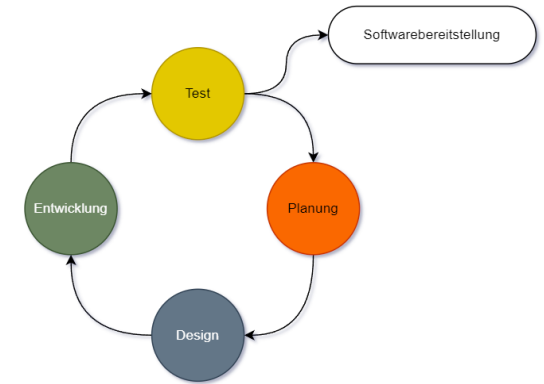 Softwarebereitstellung
Test
Entwicklung
Planung
Design